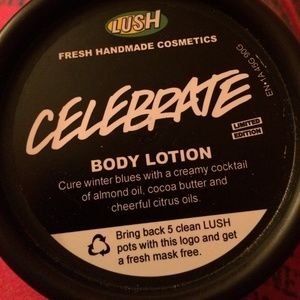 LUSH
FRESH HANDMADE COSMETICS
CELEBRATE
LIMITED
EDITION
BODY LOTION
Cure winter blues with a creamy cocktail
of almond oil, cocoa butter and
cheerful citrus oils.
Bring back 5 clean LUSH
pots with this logo and get
a fresh mask free.